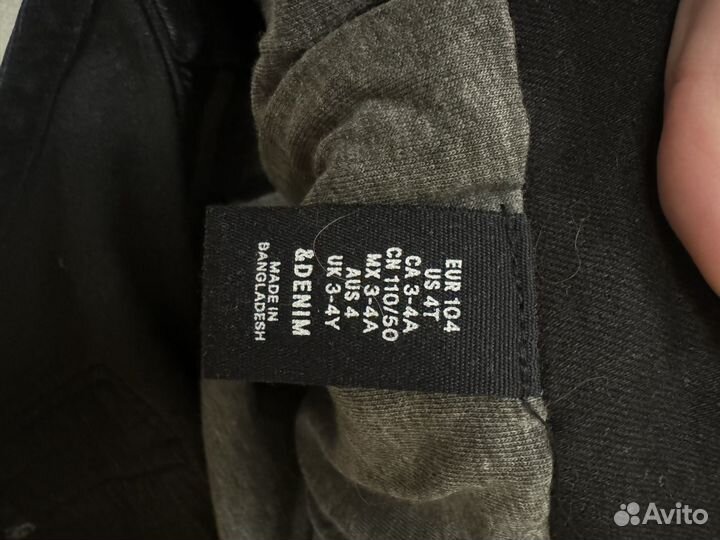 EUR 104
US 4T
CA 3-4A
CN 110/50
MX 3-4A
AUS 4
UK 3-4Y
&DENIM
MADE IN
BANGLADESH
Avito